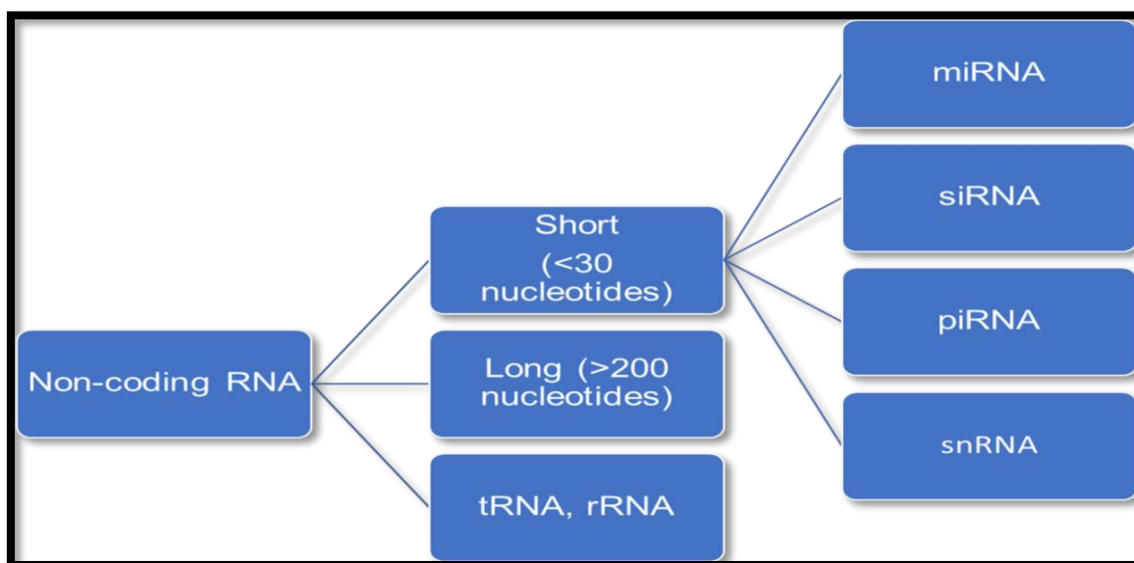 Non-coding RNA
Short
(<30
nucleotides)
Long (>200
nucleotides)
tRNA, rRNA
miRNA
siRNA
piRNA
snRNA